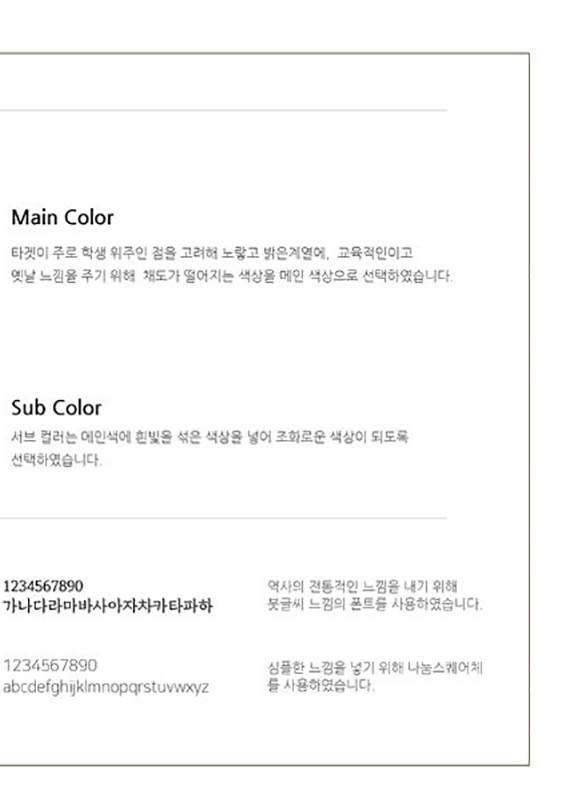 Main Color
타겟이 주로 학생 위주인 점을 고려해 노랗고 밝은계열에, 교육적인이고
옛날 느낌을 주기 위해 채도가 떨어지는 색상을 메인 색상으로 선택하였습니다.
Sub Color
서브 컬러는 메인색에 흰빛을 섞은 색상을 넣어 조화로운 색상이 되도록
선택하였습니다.
1234567890
가나다라마바사아자차카타파하
역사의 전통적인 느낌을 내기 위해
붓글씨 느낌의 폰트를 사용하였습니다.
1234567890
abcdefghijklmnopqrstuvwxyz
심플한 느낌을 넣기 위해 나눔스퀘어체
를 사용하였습니다.